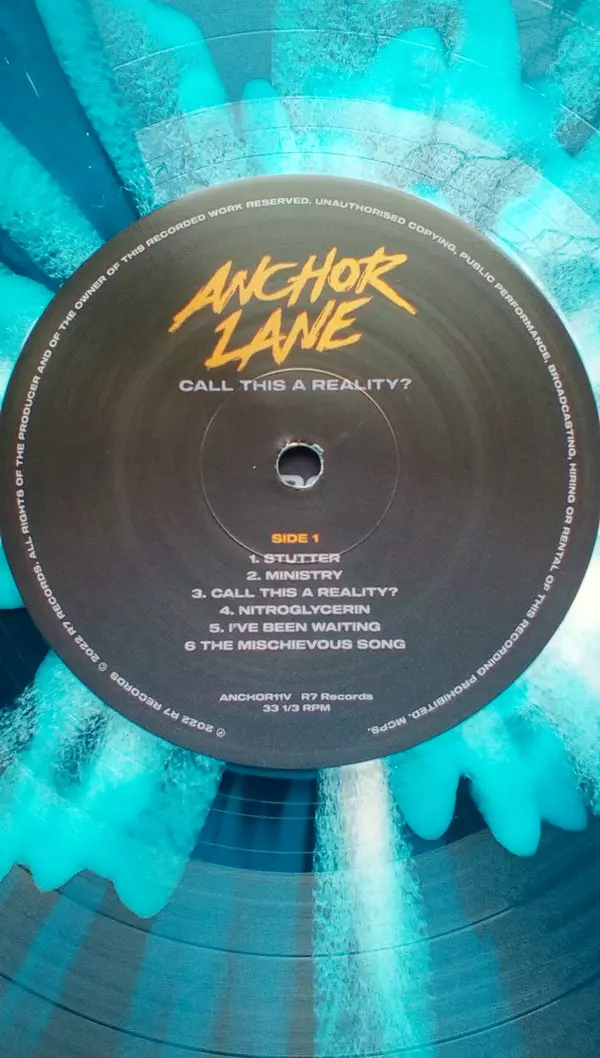 ANCHOR
LANE
CALL THIS A REALITY?
SIDE 1
1. STUTTER
2. MINISTRY
3. CALL THIS A REALITY?
4. NITROGLYCERIN
5. I'VE BEEN WAITING
6 THE MISCHIEVOUS SONG
ANCHOR11V R7 Records
33 1/3 RPM
℗ 2022 R7 RECORDS © 2022 R7 RECORDS. ALL RIGHTS OF THE PRODUCER AND OF THE OWNER OF THIS RECORDED WORK RESERVED. UNAUTHORISED COPYING, PUBLIC PERFORMANCE, BROADCASTING, HIRING OR RENTAL OF THIS RECORDING PROHIBITED. MCPS.